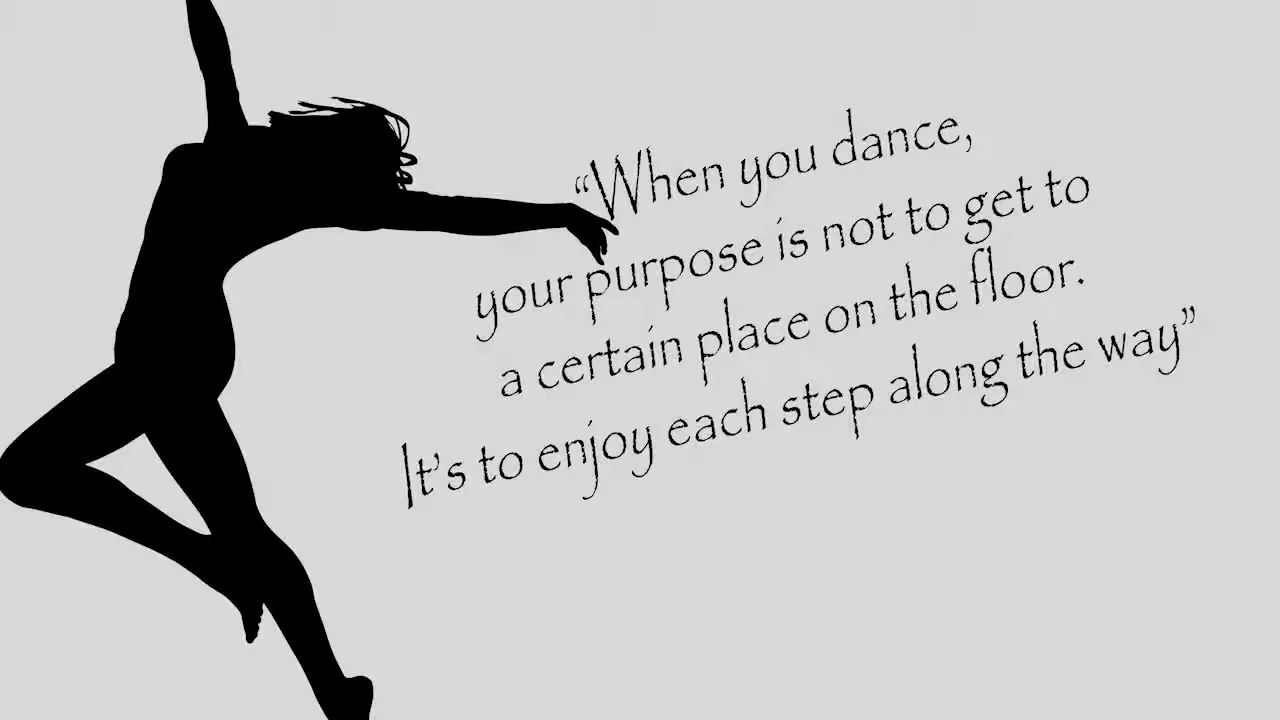 “When you dance,
your purpose is not to get to
a certain place on the floor.
It’s to enjoy each step along the way”